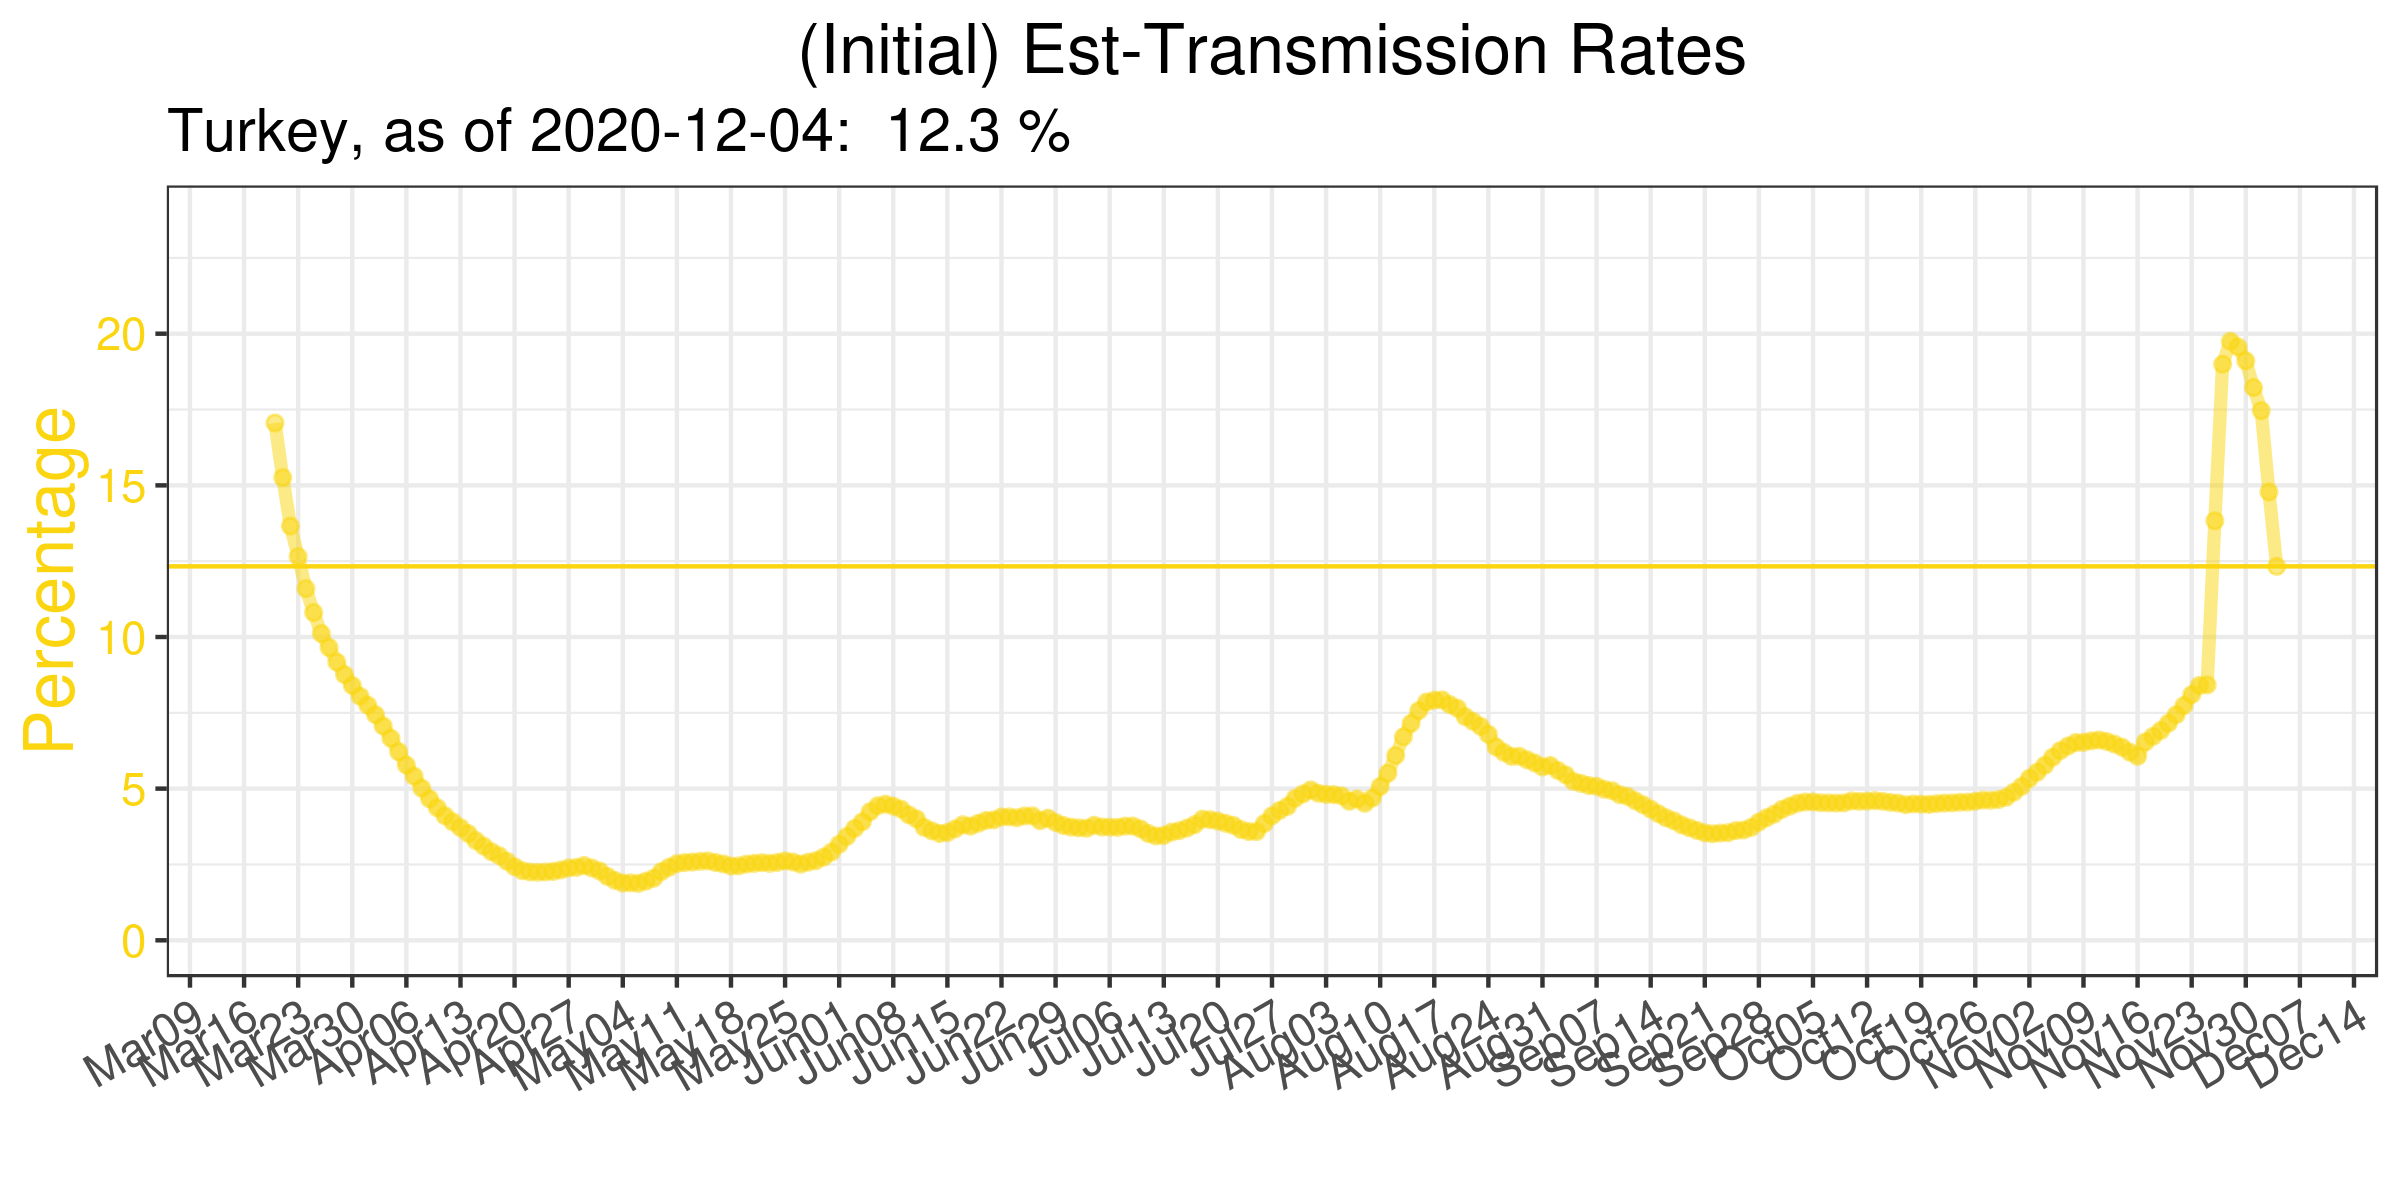 (Initial) Est-Transmission Rates
Turkey, as of 2020-12-04:  12.3 %
Percentage
20
15
10
5
0
Mar09 Mar16 Mar23 Mar30 Apr06 Apr13 Apr20 Apr27 May04 May11 May18 May25 Jun01 Jun08 Jun15 Jun22 Jun29 Jul06 Jul13 Jul20 Jul27 Aug03 Aug10 Aug17 Aug24 Aug31 Sep07 Sep14 Sep21 Sep28 Oct05 Oct12 Oct19 Oct26 Nov02 Nov09 Nov16 Nov23 Nov30 Dec07 Dec14